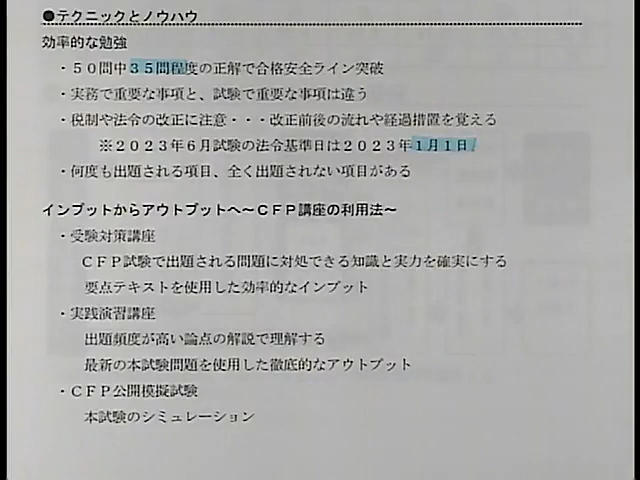 ●テクニックとノウハウ
効率的な勉強
・５０問中３５問程度の正解で合格安全ライン突破
・実務で重要な事項と、試験で重要な事項は違う
・税制や法令の改正に注意・・・改正前後の流れや経過措置を覚える
※２０２３年６月試験の法令基準日は２０２３年１月１日
・何度も出題される項目、全く出題されない項目がある
インプットからアウトプットへ～ＣＦＰ講座の利用法～
・受験対策講座
ＣＦＰ試験で出題される問題に対処できる知識と実力を確実にする
要点テキストを使用した効率的なインプット
・実践演習講座
出題頻度が高い論点の解説で理解する
最新の本試験問題を使用した徹底的なアウトプット
・ＣＦＰ公開模擬試験
本試験のシミュレーション